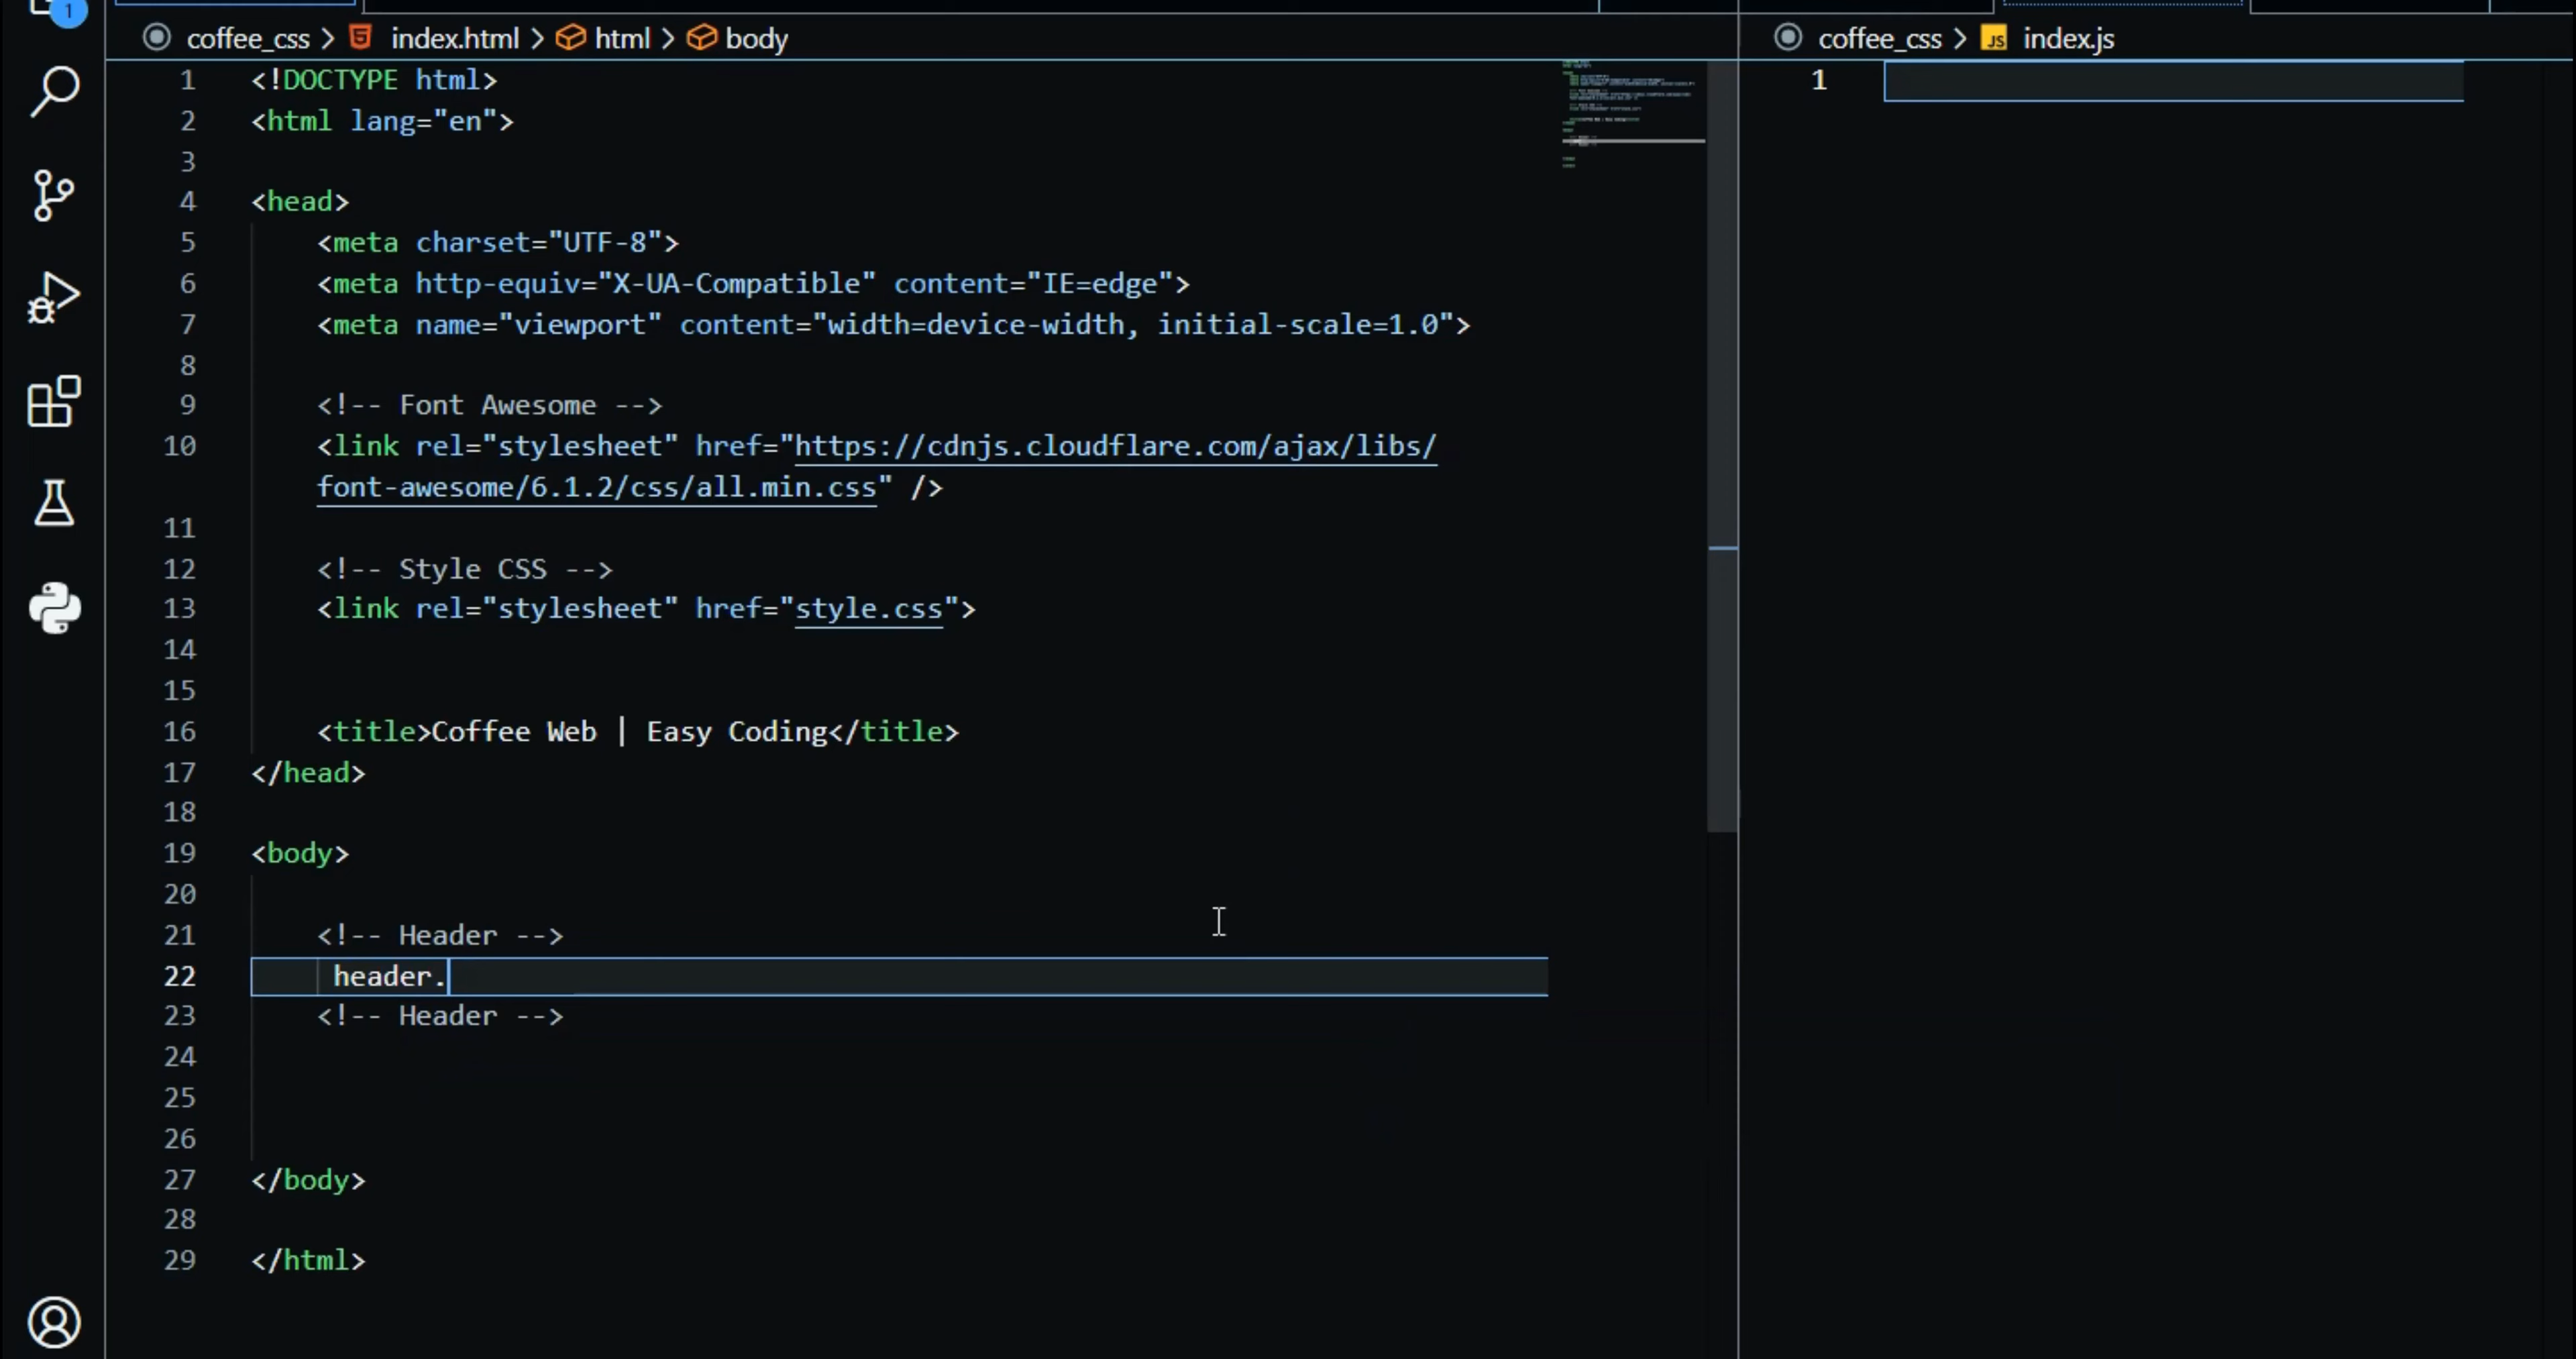 1
coffee_css > index.html > html > body
1 <!DOCTYPE html>
2 <html lang="en">
3
4 <head>
5 <meta charset="UTF-8">
6 <meta http-equiv="X-UA-Compatible" content="IE=edge">
7 <meta name="viewport" content="width=device-width, initial-scale=1.0">
8
9 <!-- Font Awesome -->
10 <link rel="stylesheet" href="https://cdnjs.cloudflare.com/ajax/libs/
font-awesome/6.1.2/css/all.min.css" />
11
12 <!-- Style CSS -->
13 <link rel="stylesheet" href="style.css">
14
15
16 <title>Coffee Web | Easy Coding</title>
17 </head>
18
19 <body>
20
21 <!-- Header -->
22 header.
23 <!-- Header -->
24
25
26
27 </body>
28
29 </html>
coffee_css > JS index.js
1